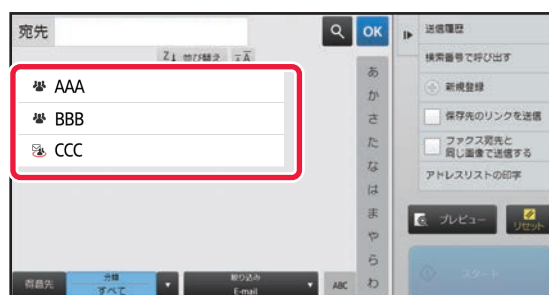 宛先
OK
並び替え
AAA
BBB
CCC
あ
か
さ
た
な
は
ま
や
ら
わ
得意先
分類
すべて
絞り込み
E-mail
ABC
送信履歴
検索番号で呼び出す
新規登録
保存先のリンクを送信
ファクス宛先と
同じ画像で送信する
アドレスリストの印字
プレビュー
リセット
スタート